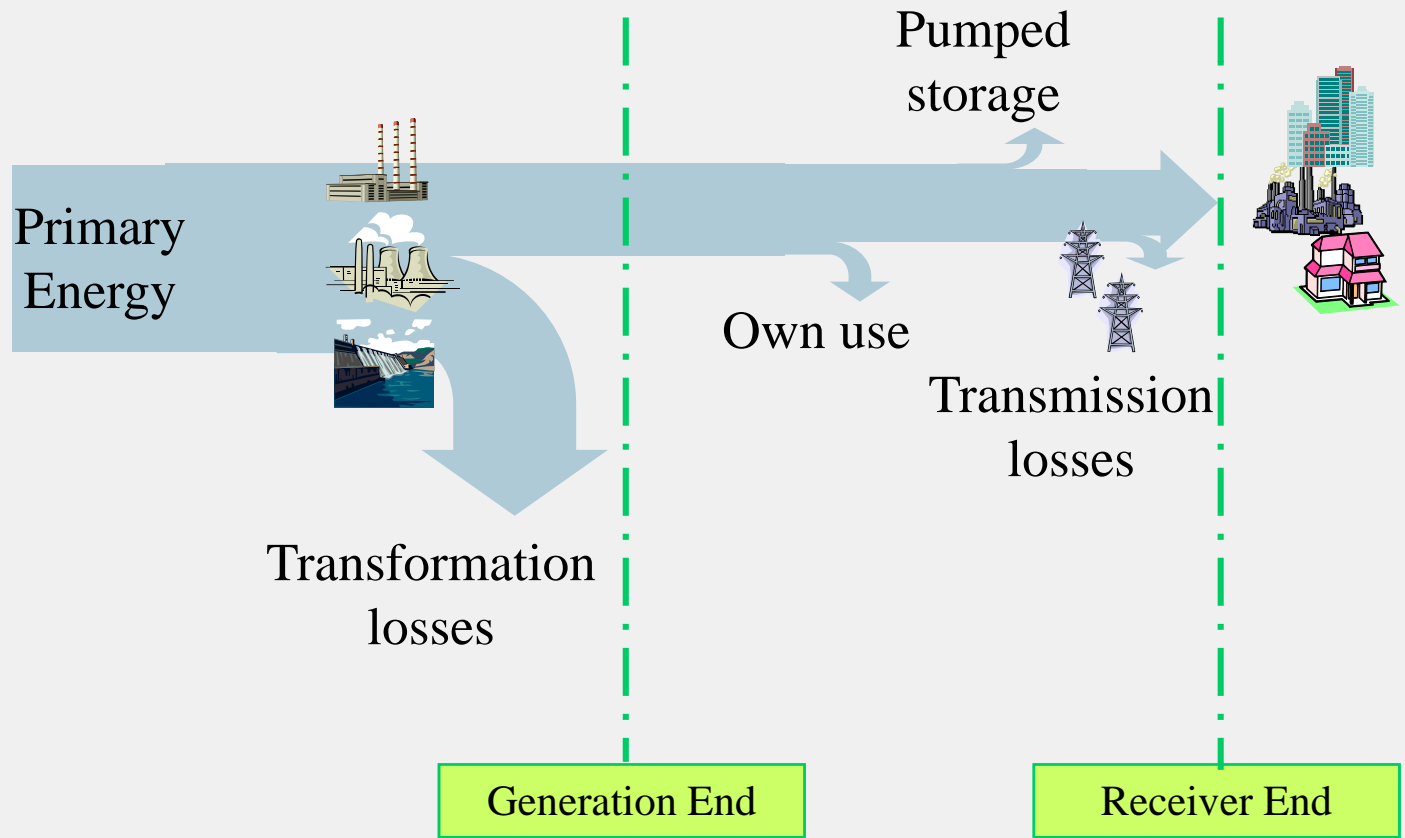 Pumped
storage
Primary
Energy
Own use
Transmission
losses
Transformation
losses
Generation End
Receiver End